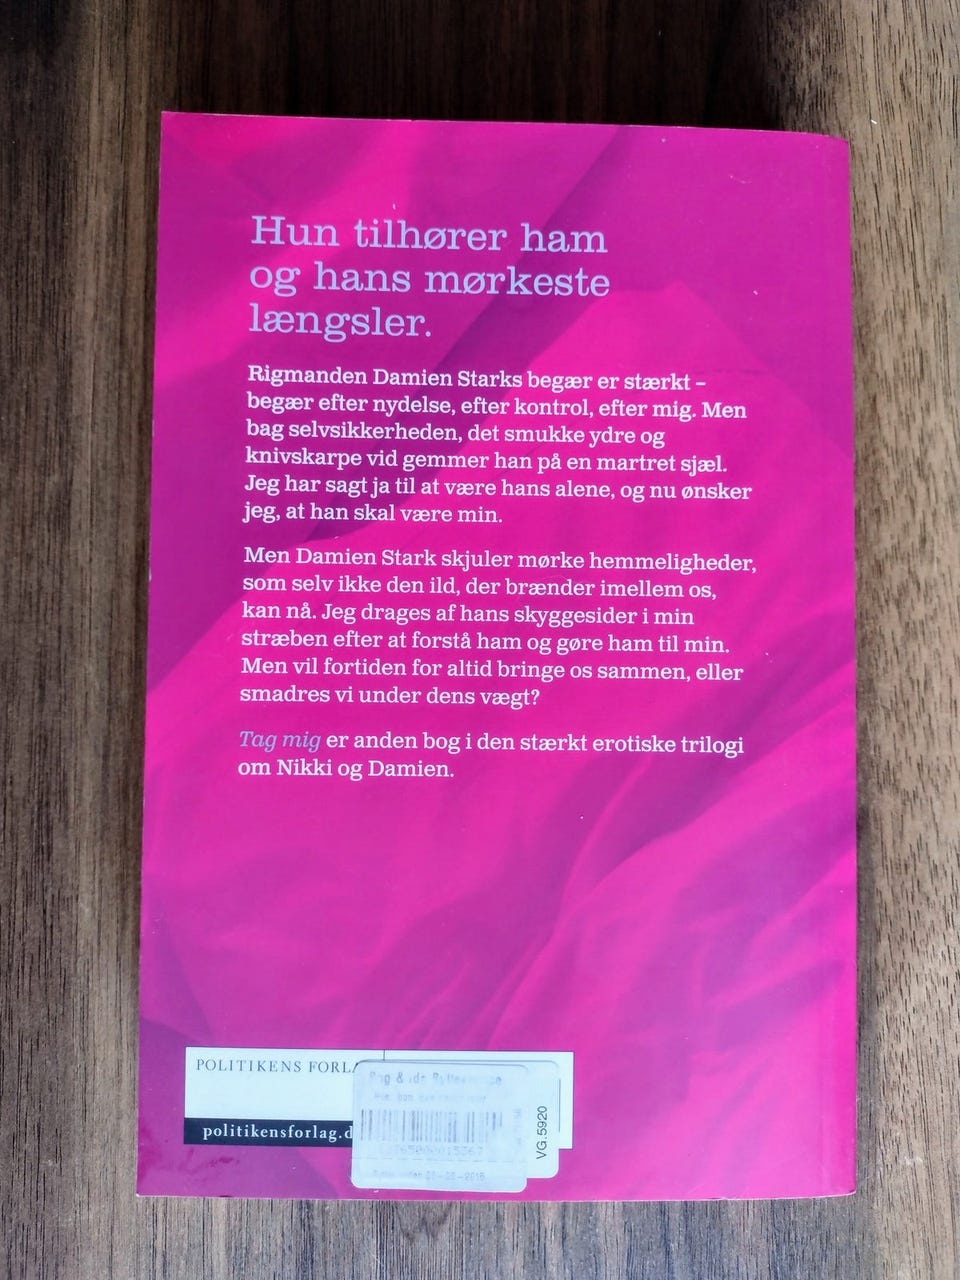 Hun tilhører ham
og hans mørkeste
længsler.
Rigmanden Damien Starks begær er stærkt –
begær efter nydelse, efter kontrol, efter mig. Men
bag selvsikkerheden, det smukke ydre og
knivskarpe vid gemmer han på en martret sjæl.
Jeg har sagt ja til at være hans alene, og nu ønsker
jeg, at han skal være min.
Men Damien Stark skjuler mørke hemmeligheder,
som selv ikke den ild, der brænder imellem os,
kan nå. Jeg drages af hans skyggesider i min
stræben efter at forstå ham og gøre ham til min.
Men vil fortiden for altid bringe os sammen, eller
smadres vi under dens vægt?
Tag mig er anden bog i den stærkt erotiske trilogi
om Nikki og Damien.
POLITIKENS
politikensforlag.d
Bog &
VG.5920